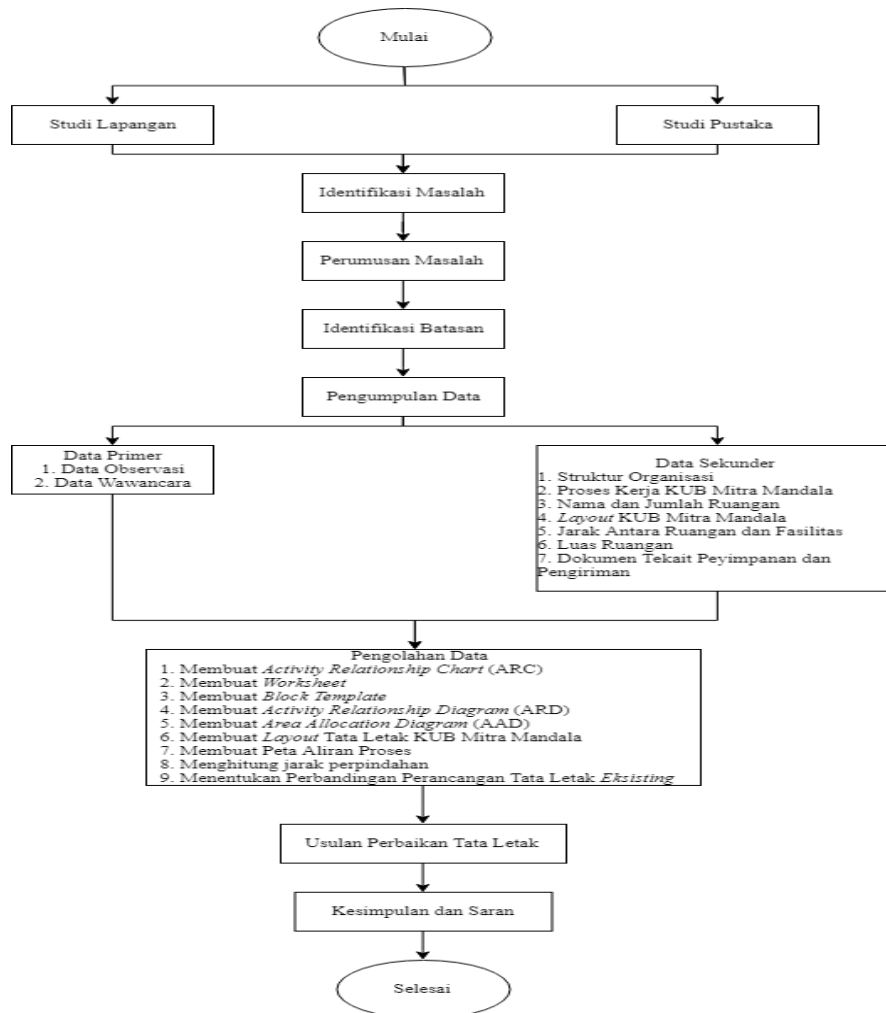 Mulai
Studi Lapangan
Studi Pustaka
Identifikasi Masalah
Perumusan Masalah
Identifikasi Batasan
Pengumpulan Data
Data Primer
1. Data Observasi
2. Data Wawancara
Data Sekunder
1. Struktur Organisasi
2. Proses Kerja KUB Mitra Mandala
3. Nama dan Jumlah Ruangan
4. Layout KUB Mitra Mandala
5. Jarak Antara Ruangan dan Fasilitas
6. Luas Ruangan
7. Dokumen Tekait Peyimpanan dan
Pengiriman
Pengolahan Data
1. Membuat Activity Relationship Chart (ARC)
2. Membuat Worksheet
3. Membuat Block Template
4. Membuat Activity Relationship Diagram (ARD)
5. Membuat Area Allocation Diagram (AAD)
6. Membuat Layout Tata Letak KUB Mitra Mandala
7. Membuat Peta Aliran Proses
8. Menghitung jarak perpindahan
9. Menentukan Perbandingan Perancangan Tata Letak Eksisting
Usulan Perbaikan Tata Letak
Kesimpulan dan Saran
Selesai